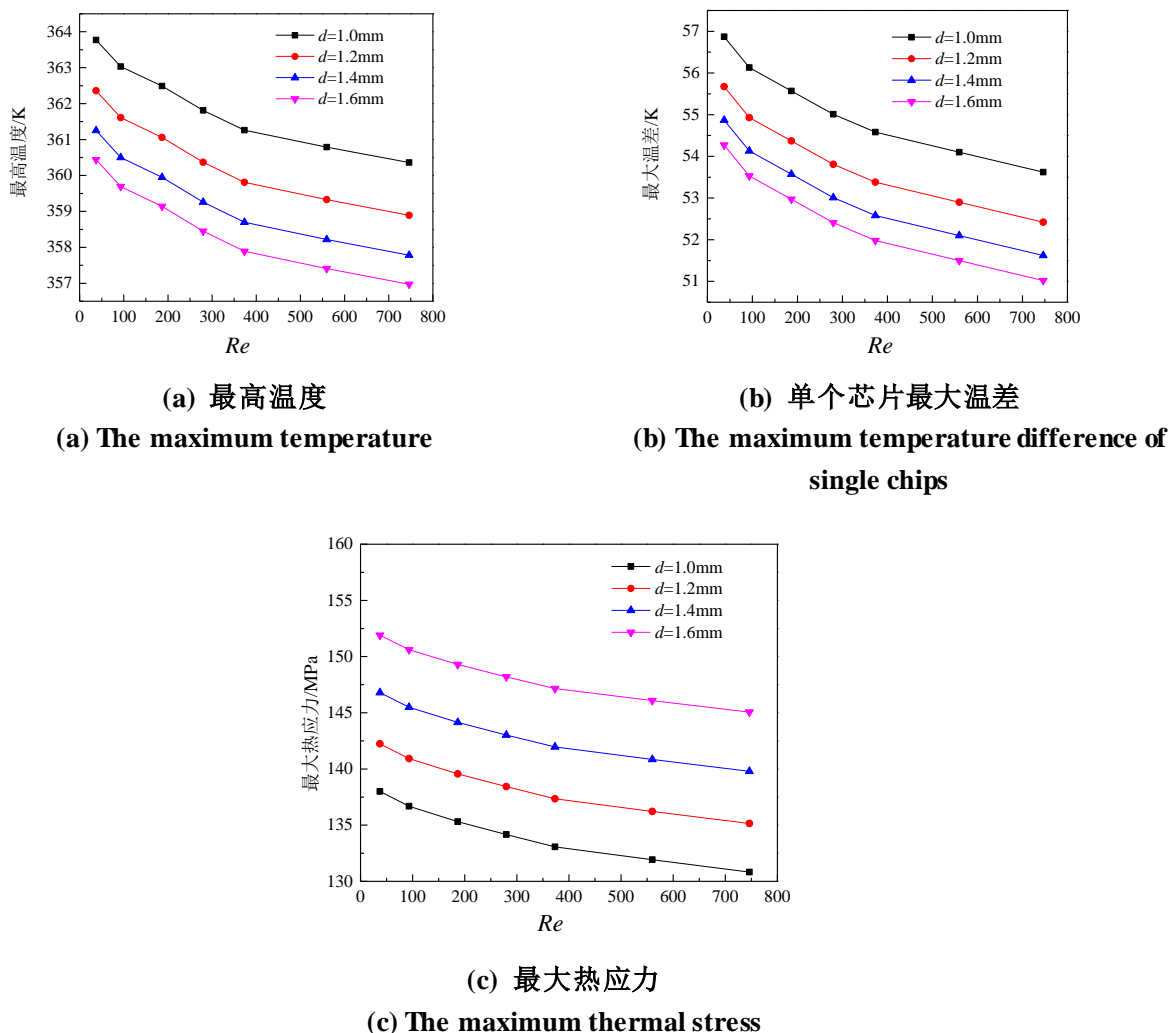 364
363
362
361
360
359
358
357
最高温度/K
d=1.0mm
d=1.2mm
d=1.4mm
d=1.6mm
0 100 200 300 400 500 600 700 800
Re
(a) 最高温度
(a) The maximum temperature
57
56
55
54
53
52
51
最大温差/K
d=1.0mm
d=1.2mm
d=1.4mm
d=1.6mm
0 100 200 300 400 500 600 700 800
Re
(b) 单个芯片最大温差
(b) The maximum temperature difference of
single chips
160
155
150
145
140
135
130
最大热应力/MPa
d=1.0mm
d=1.2mm
d=1.4mm
d=1.6mm
0 100 200 300 400 500 600 700 800
Re
(c) 最大热应力
(c) The maximum thermal stress